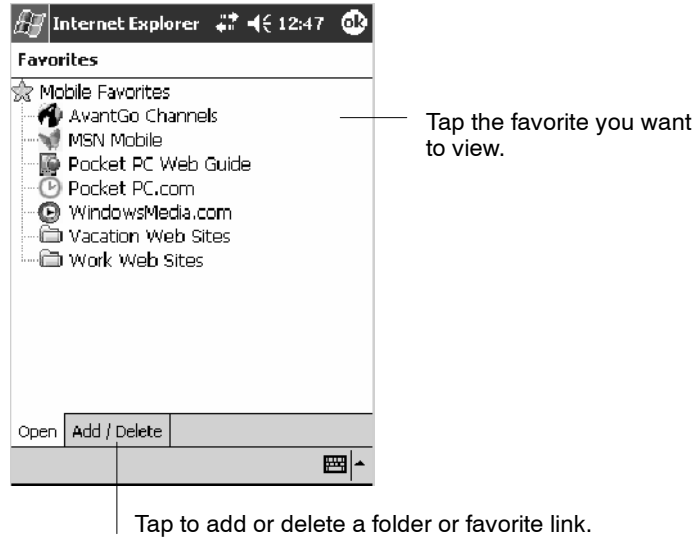 Internet Explorer 12:47 ok
Favorites
Mobile Favorites
AvantGo Channels
MSN Mobile
Pocket PC Web Guide
Pocket PC.com
WindowsMedia.com
Vacation Web Sites
Work Web Sites
Tap the favorite you want
to view.
Open Add / Delete
Tap to add or delete a folder or favorite link.